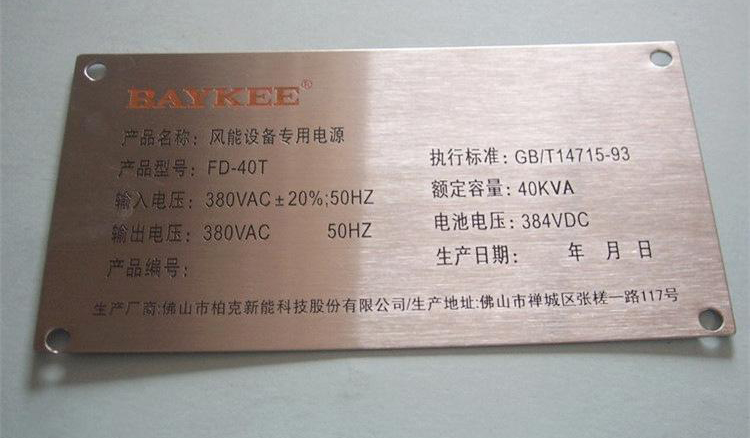 BAYKEE®
产品名称：风能设备专用电源
产品型号：FD-40T
输入电压：380VAC±20%;50HZ
输出电压：380VAC 50HZ
产品编号：
执行标准：GB/T14715-93
额定容量：40KVA
电池电压：384VDC
生产日期： 年 月 日
生产厂商:佛山市柏克新能科技股份有限公司/生产地址:佛山市禅城区张槎一路117号